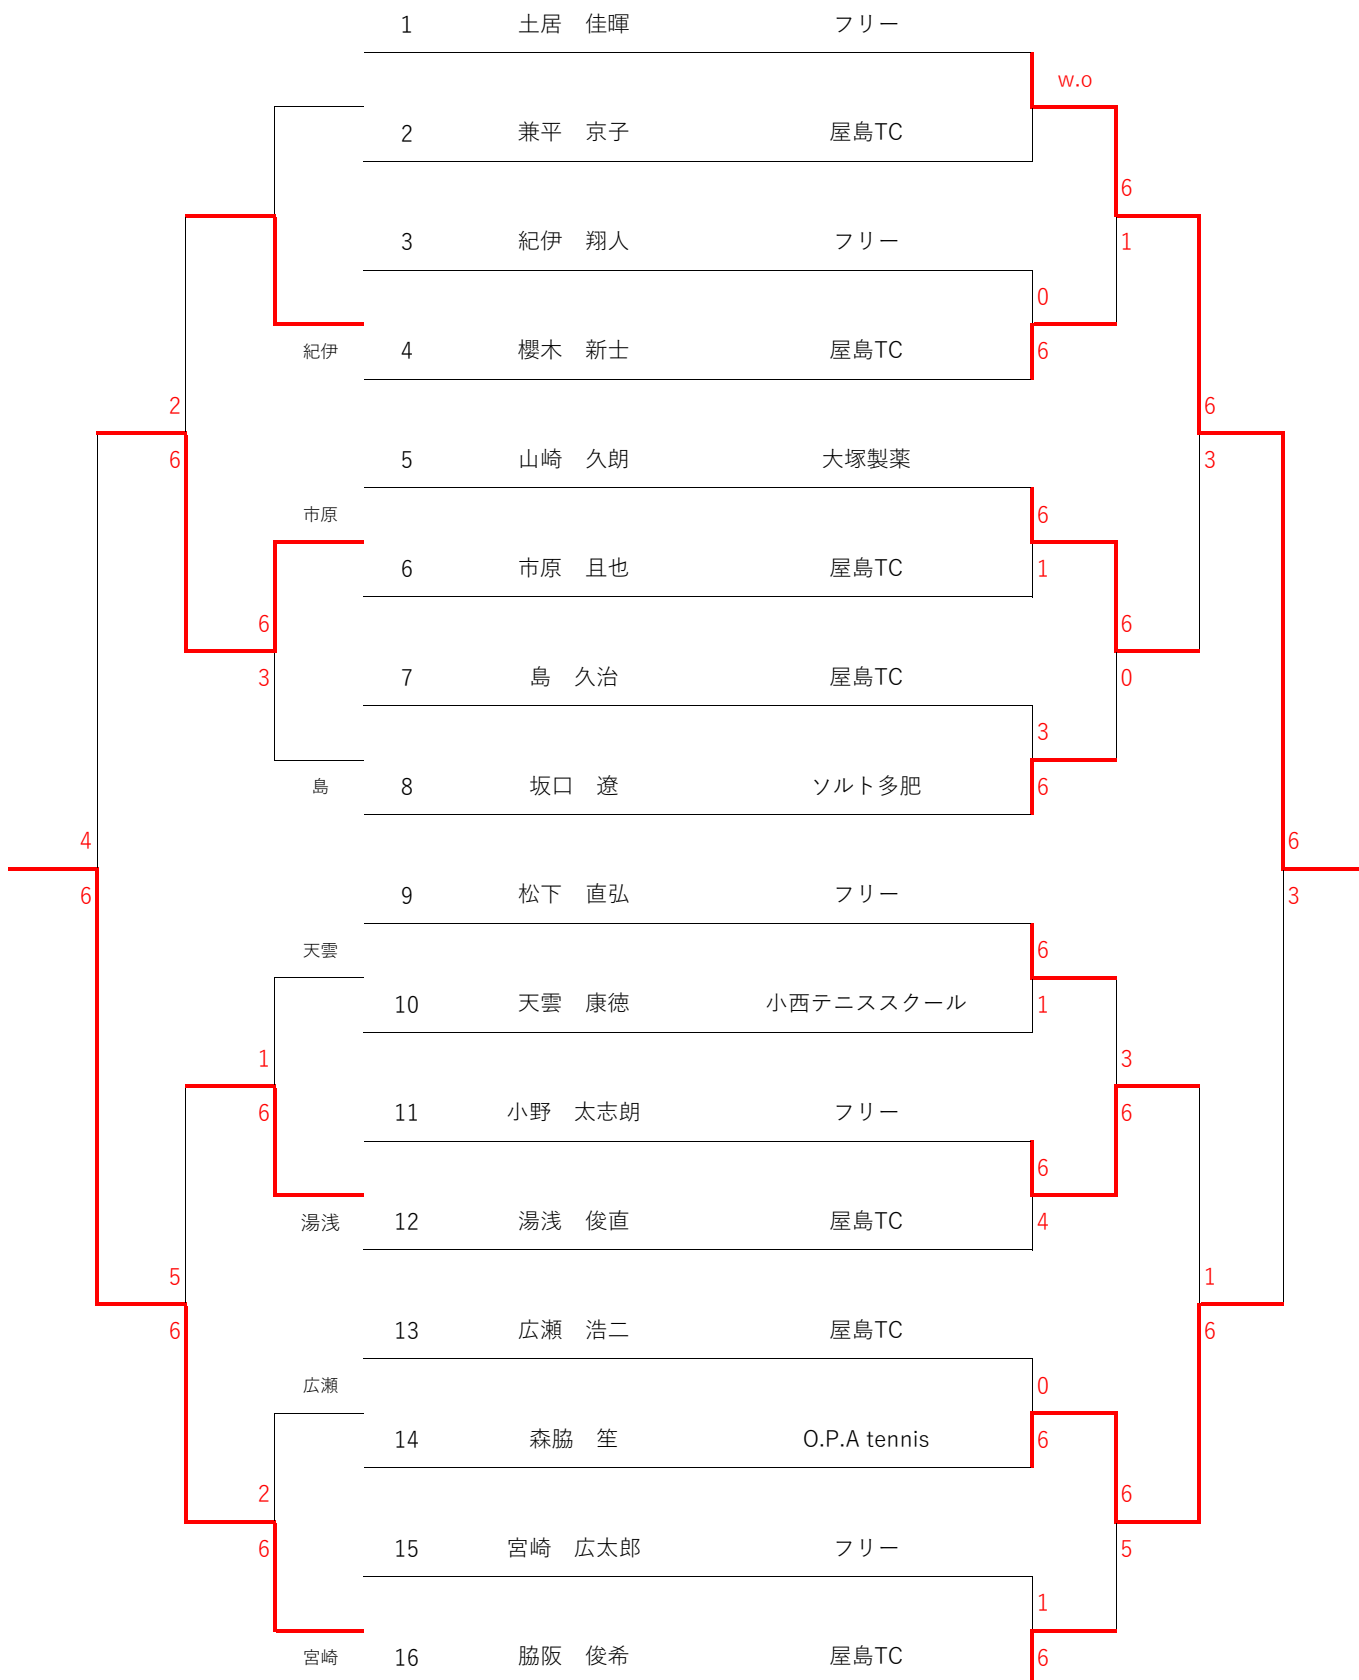 1 土居　佳暉 フリー
w.o
2 兼平　京子 屋島TC
6
3 紀伊　翔人 フリー 1
0
紀伊 4 櫻木　新士 屋島TC 6
2 6
6 5 山崎　久朗 大塚製薬 3
市原 6
6 市原　且也 屋島TC 1
6 6
3 7 島　久治 屋島TC 0
3
島 8 坂口　遼 ソルト多肥 6
4 6
6 9 松下　直弘 フリー 3
天雲 6
10 天雲　康徳 小西テニススクール 1
1 3
6 11 小野　太志朗 フリー 6
6
湯浅 12 湯浅　俊直 屋島TC 4
5 1
6 13 広瀬　浩二 屋島TC 6
広瀬 0
14 森脇　笙 O.P.A tennis 6
2 6
6 15 宮崎　広太郎 フリー 5
1
宮崎 16 脇阪　俊希 屋島TC 6